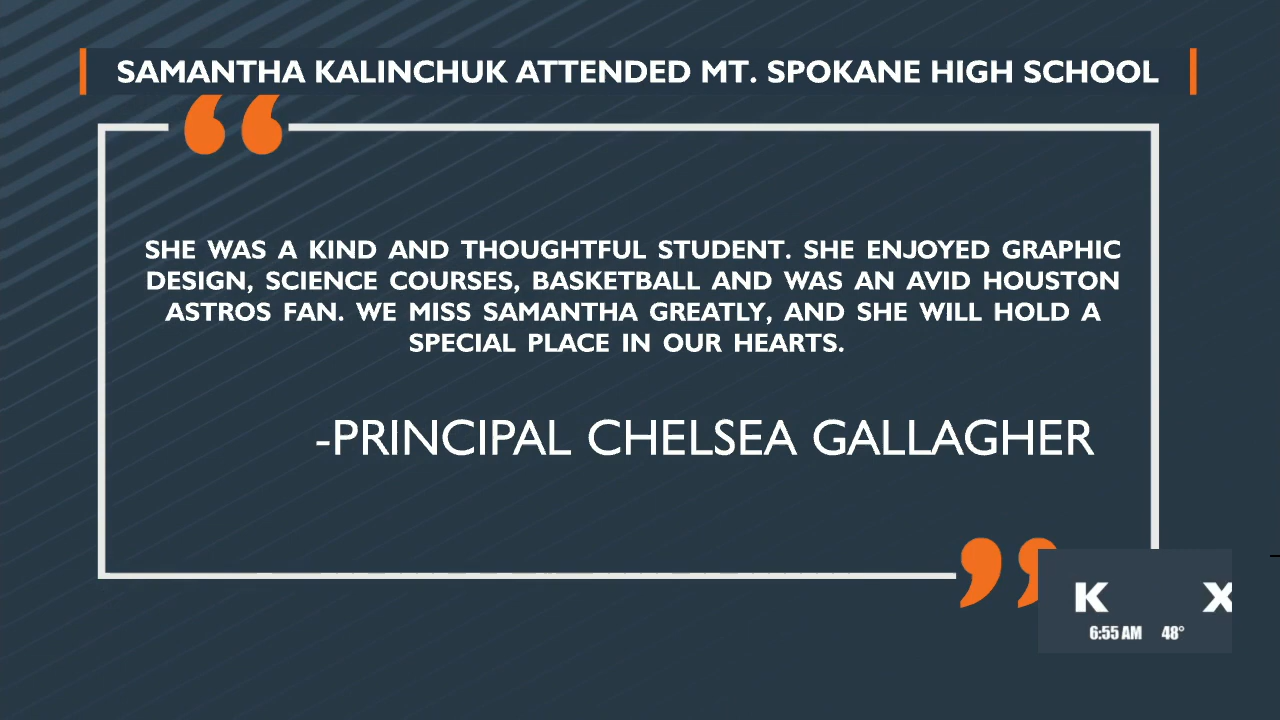 SAMANTHA KALINCHUK ATTENDED MT. SPOKANE HIGH SCHOOL
“
SHE WAS A KIND AND THOUGHTFUL STUDENT. SHE ENJOYED GRAPHIC
DESIGN, SCIENCE COURSES, BASKETBALL AND WAS AN AVID HOUSTON
ASTROS FAN. WE MISS SAMANTHA GREATLY, AND SHE WILL HOLD A
SPECIAL PLACE IN OUR HEARTS.
-PRINCIPAL CHELSEA GALLAGHER
”
K X
6:55 AM 48°